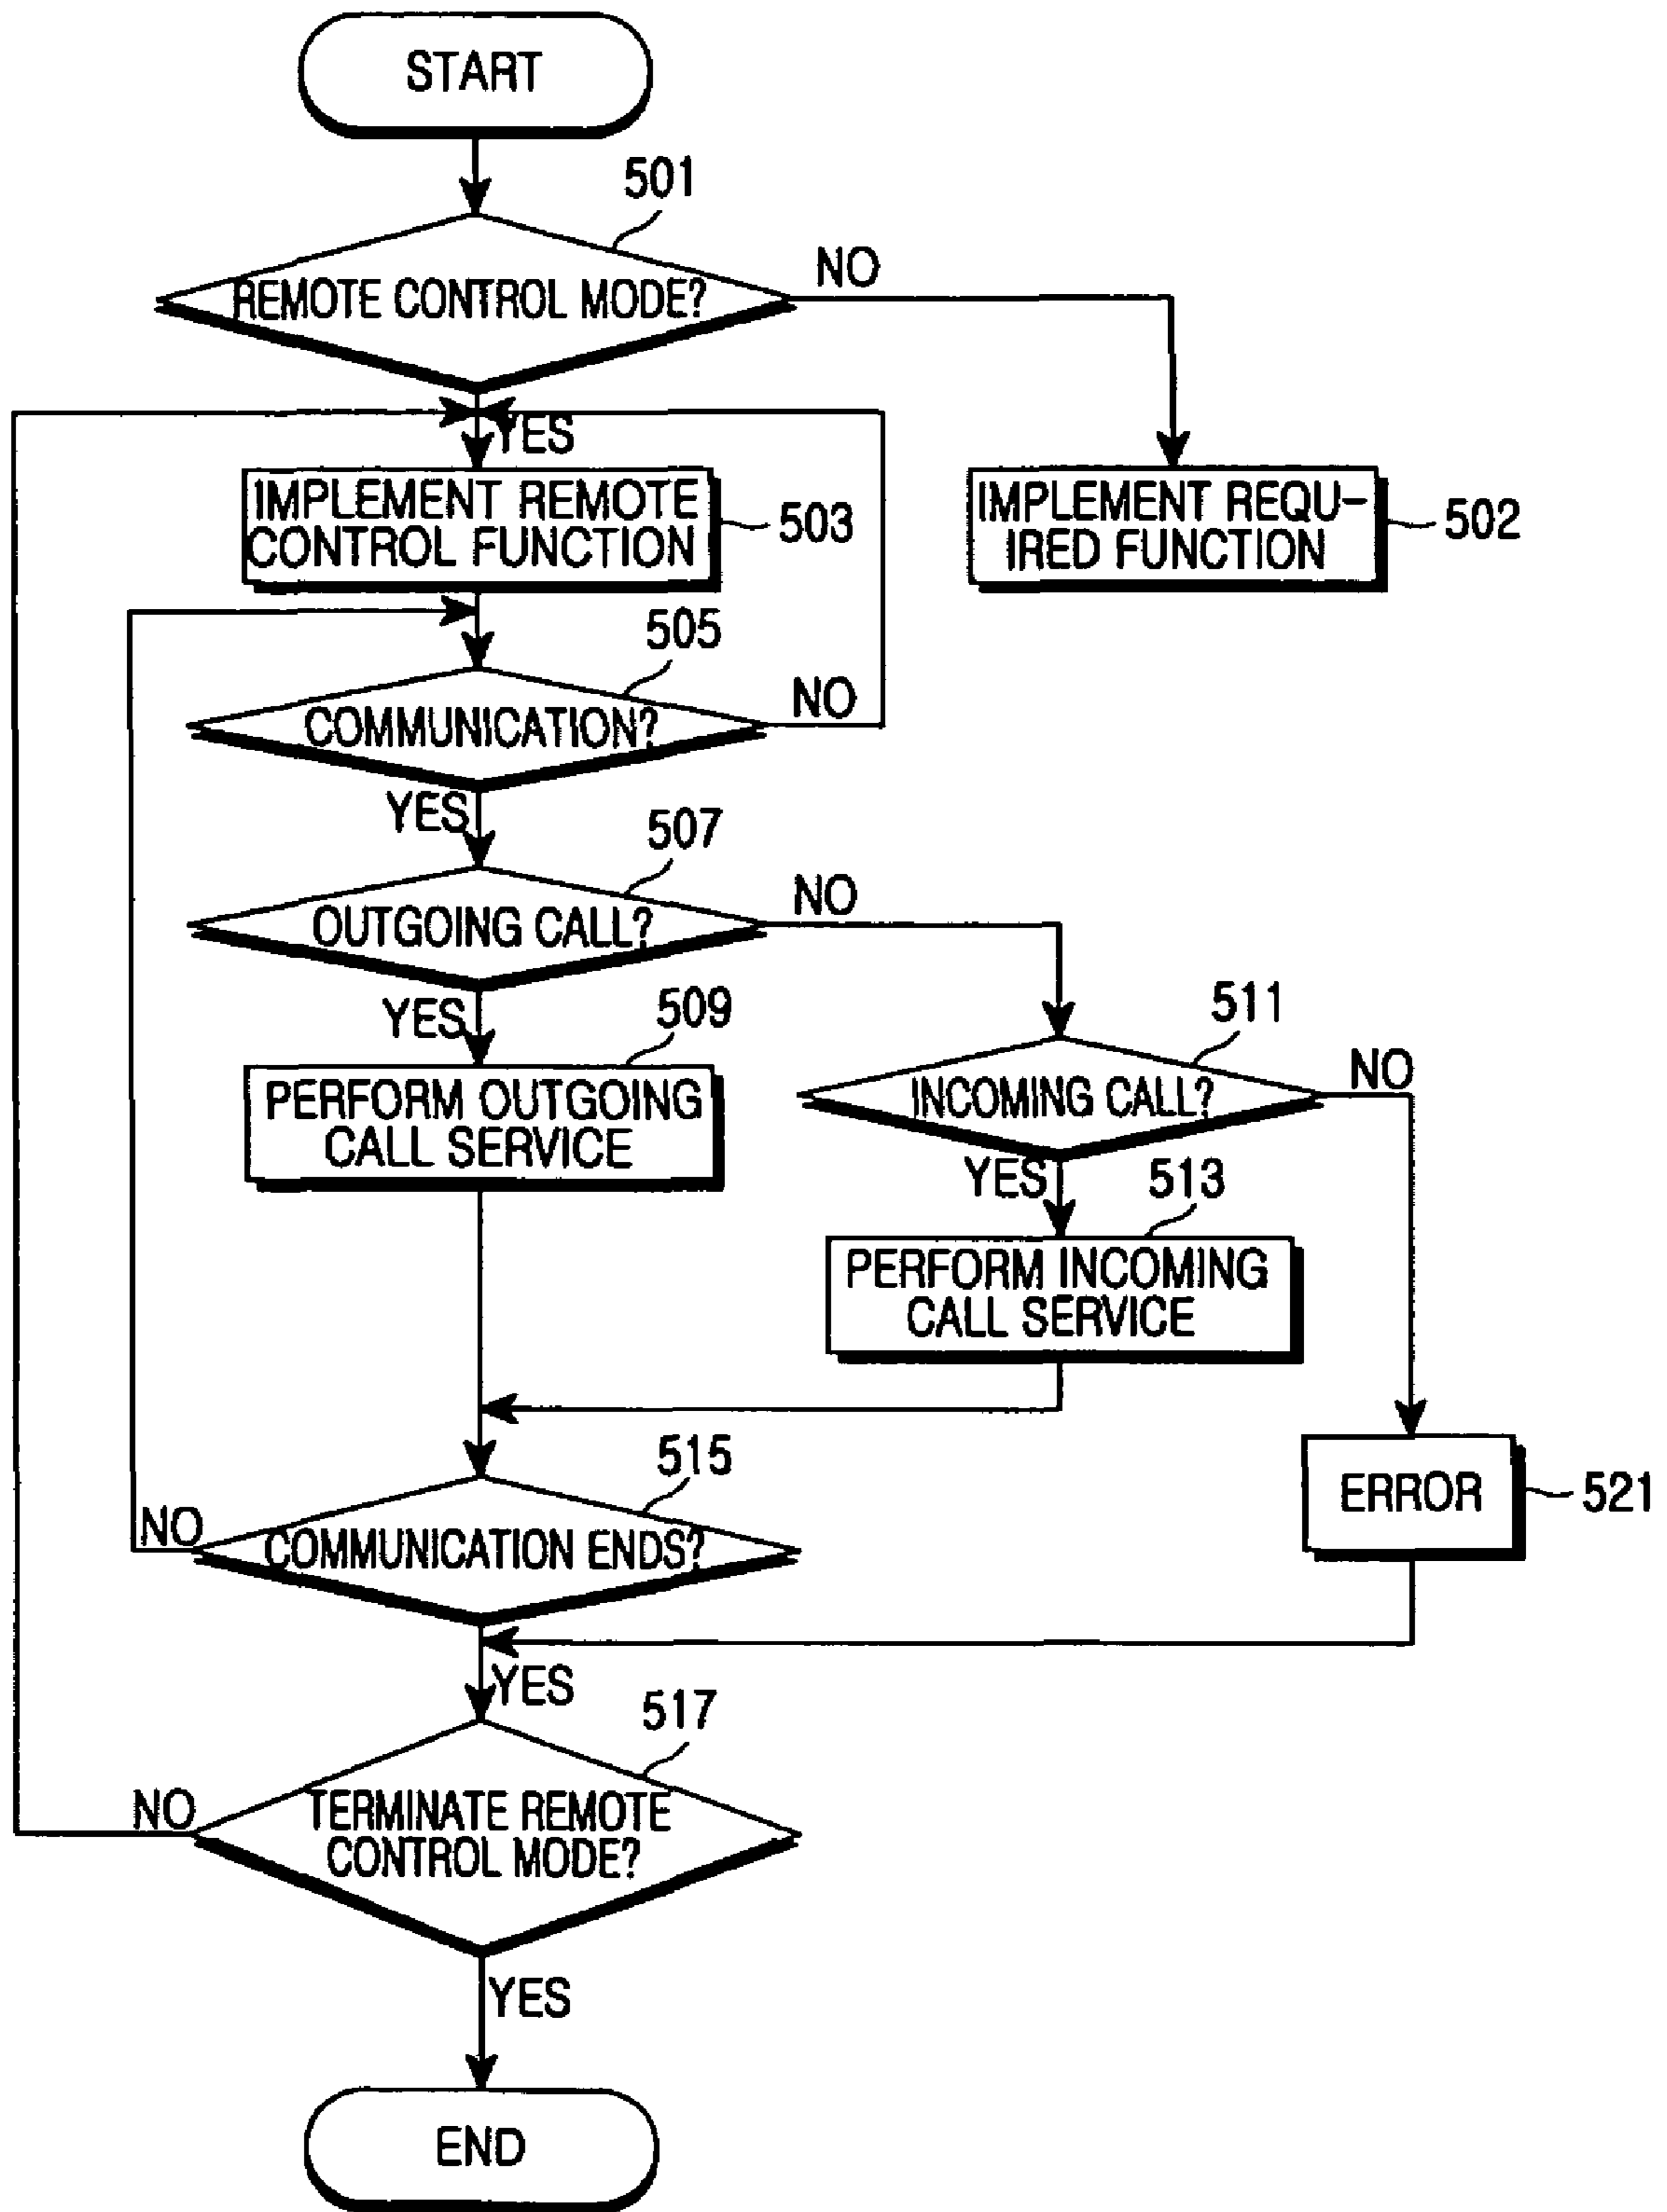 START
501
REMOTE CONTROL MODE?
NO
YES
IMPLEMENT REMOTE
CONTROL FUNCTION
503
IMPLEMENT REQU-
IRED FUNCTION
502
505
COMMUNICATION?
NO
YES
507
OUTGOING CALL?
NO
YES
509
PERFORM OUTGOING
CALL SERVICE
511
INCOMING CALL?
NO
YES
513
PERFORM INCOMING
CALL SERVICE
515
COMMUNICATION ENDS?
NO
ERROR
521
YES
517
TERMINATE REMOTE
CONTROL MODE?
NO
YES
END